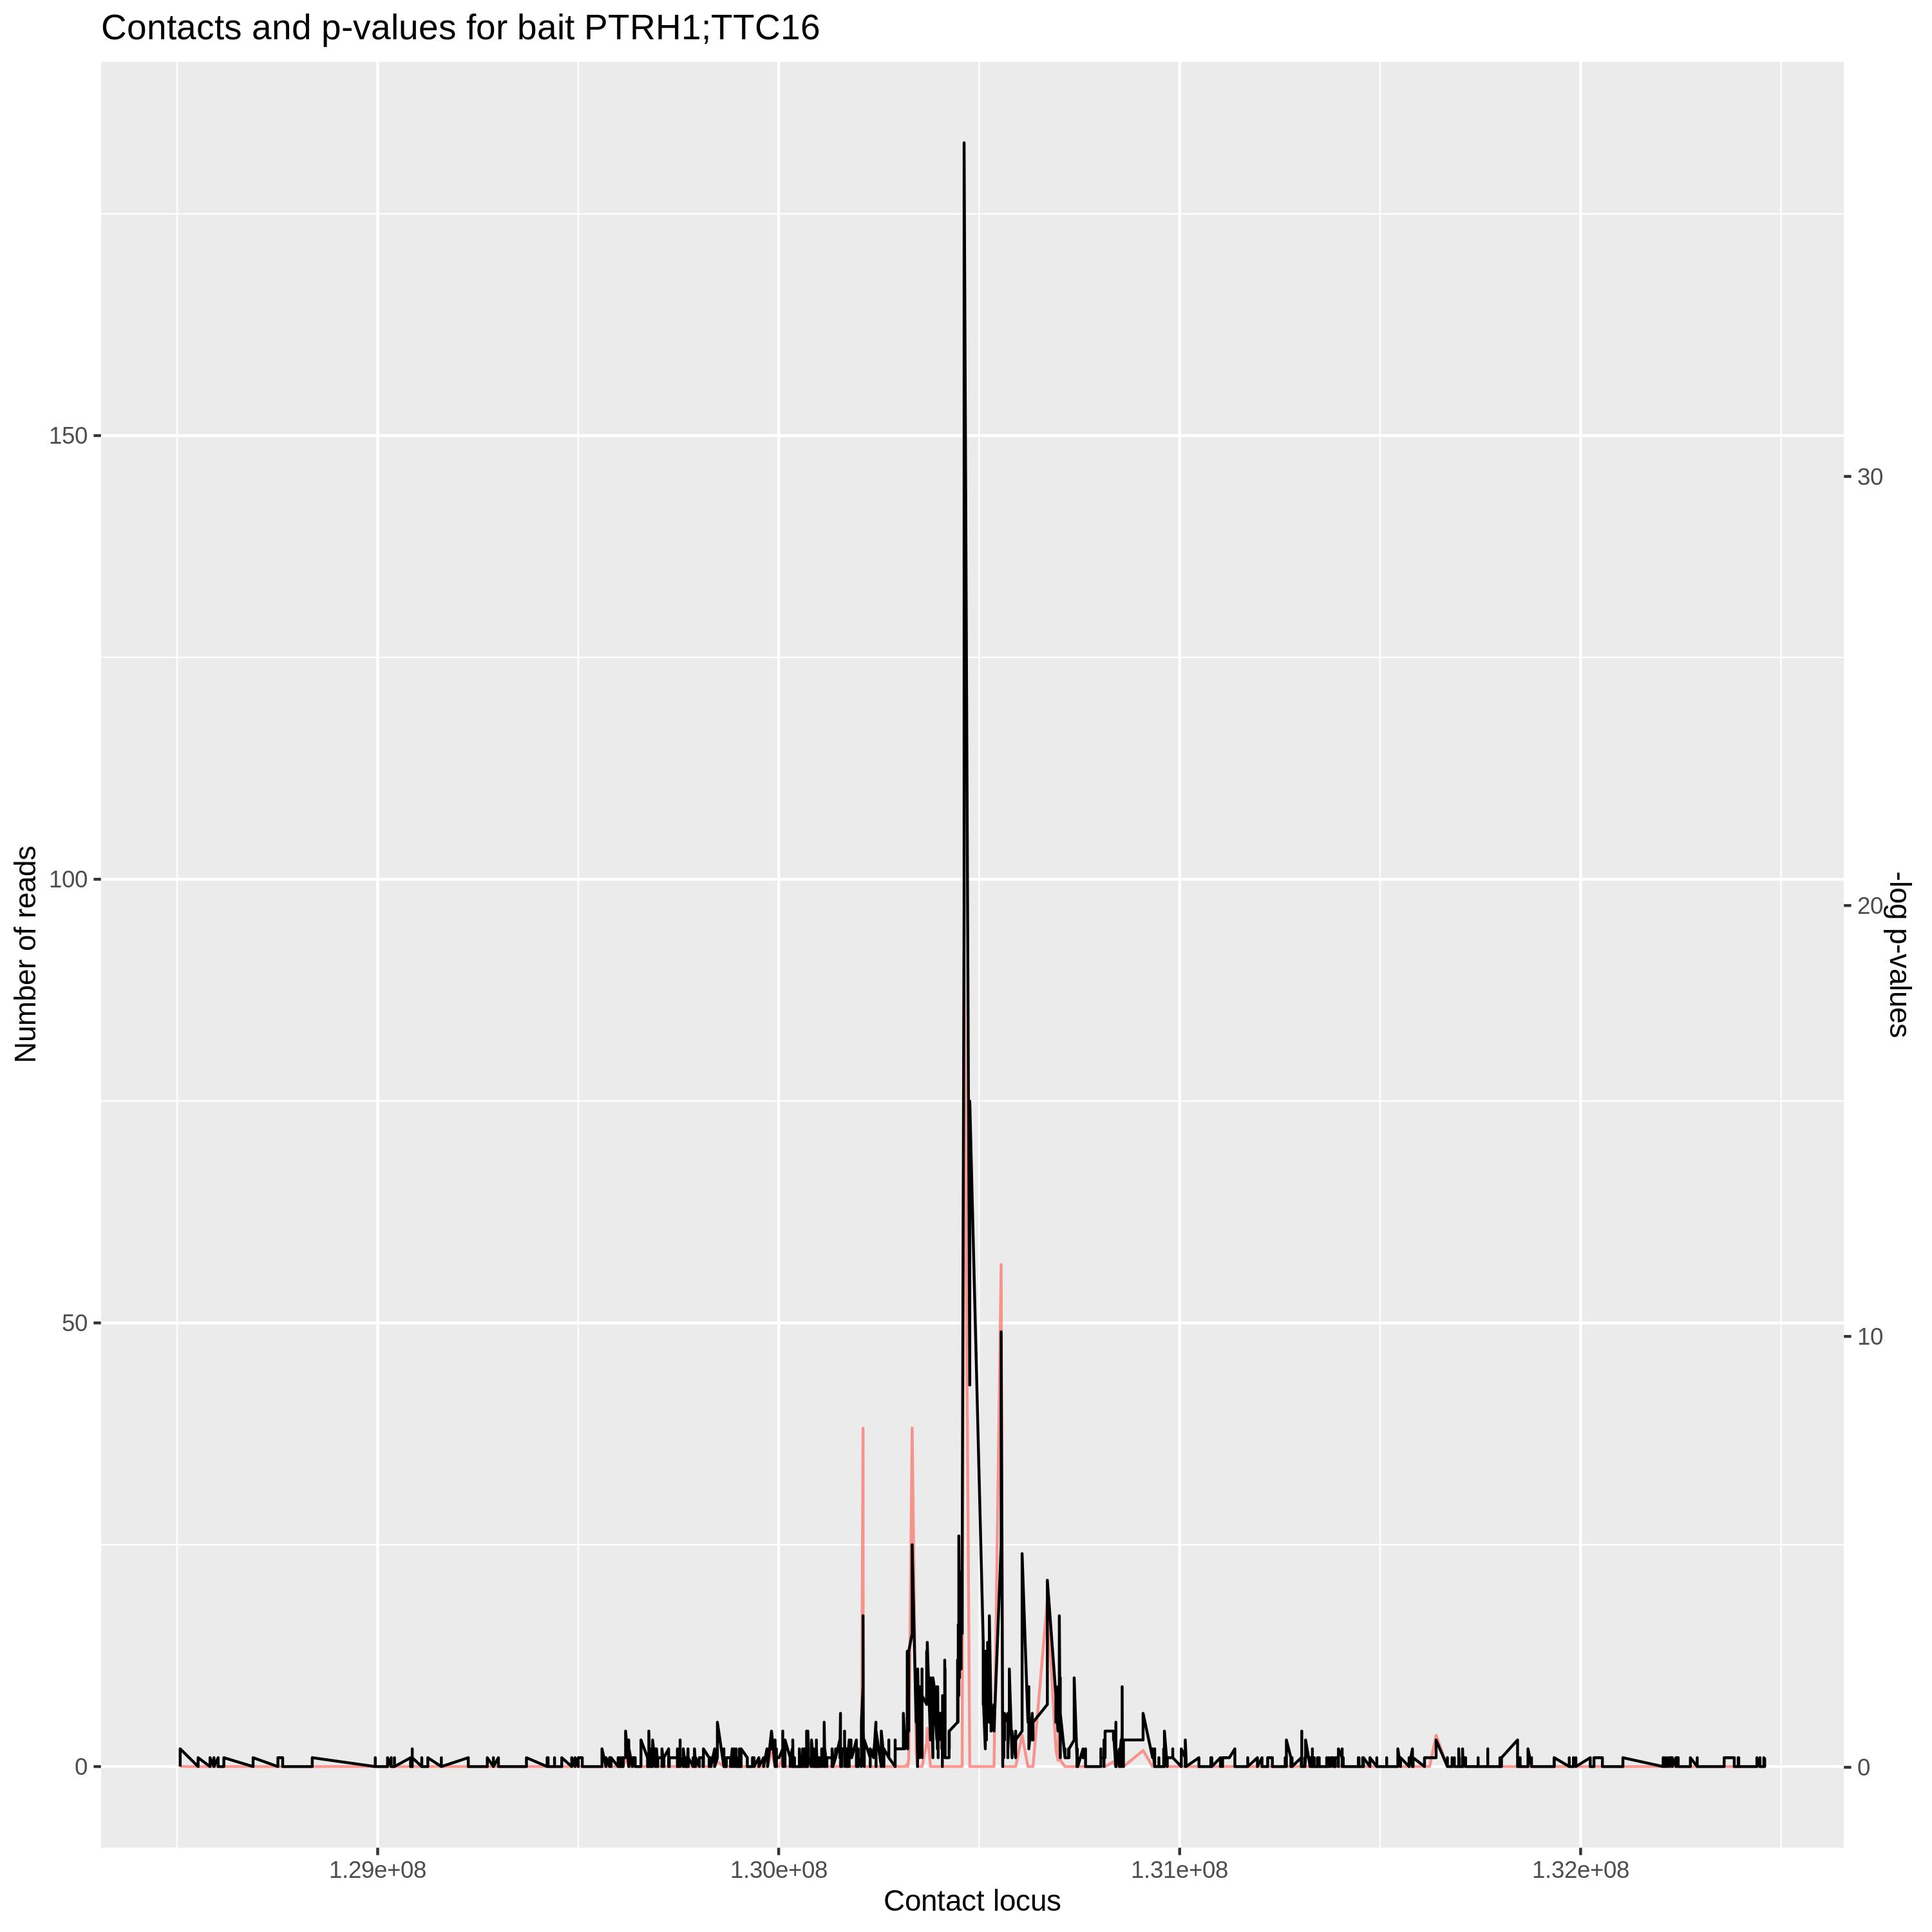 Contacts and p-values for bait PTRH1;TTC16
Number of reads
150
100
50
0
30
20
10
0
-log p-values
1.29e+08 1.30e+08 1.31e+08 1.32e+08
Contact locus